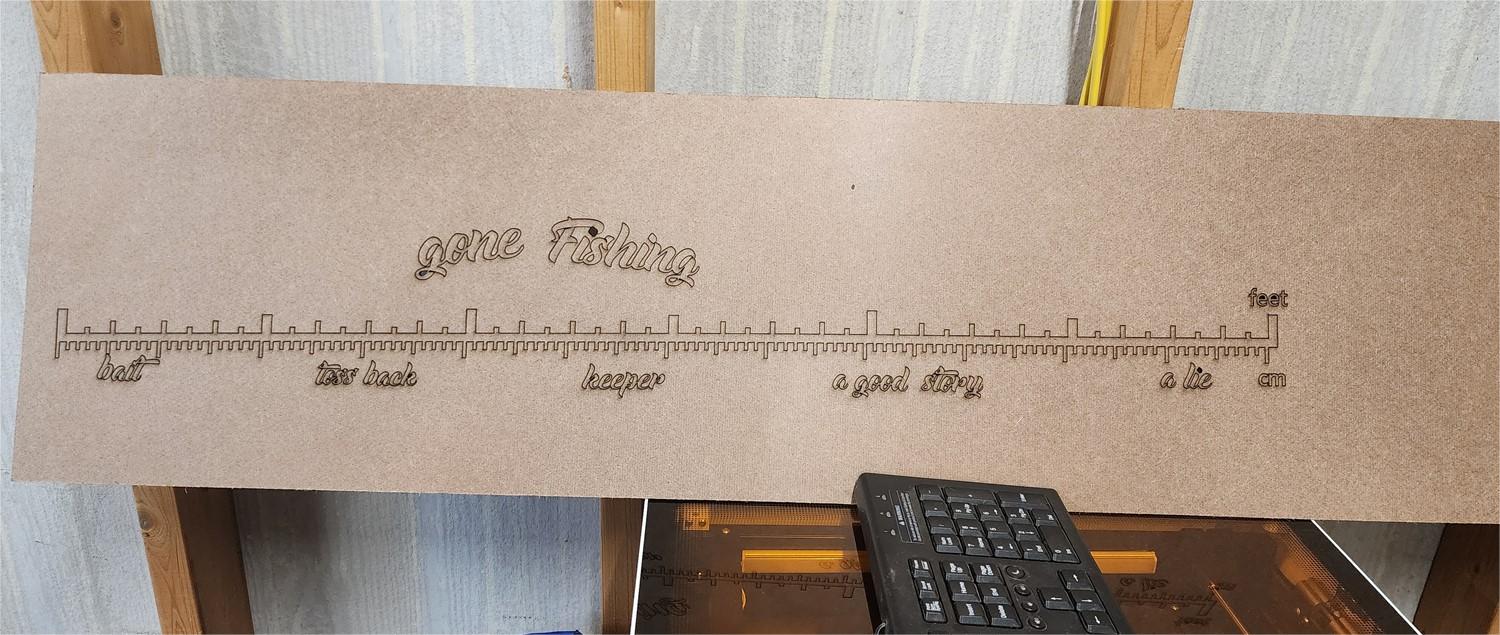 gone Fishing
feet
bait toss back keeper a good story a lie cm